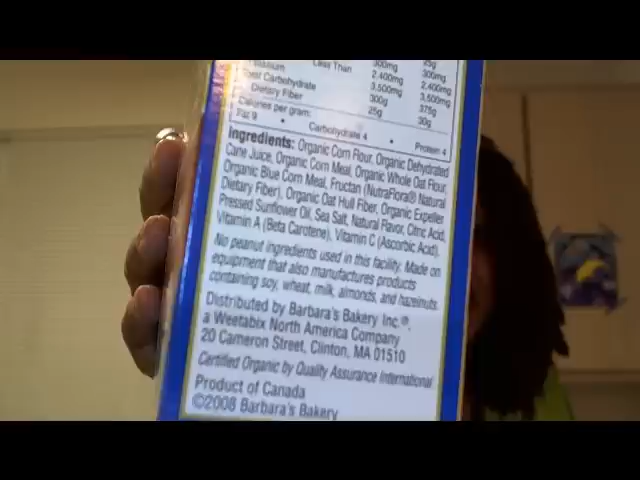 Less Than 300mg 300mg
2,400mg 2,400mg
3,500mg 3,500mg
Total Carbohydrate 300g 375g
Dietary Fiber 25g 30g
Calories per gram:
Fat 9 • Carbohydrate 4 • Protein 4
Ingredients: Organic Corn Flour, Organic Dehydrated
Cane Juice, Organic Corn Meal, Organic Whole Oat Flour,
Organic Blue Corn Meal, Fructan (NutraFlora® Natural
Dietary Fiber), Organic Oat Hull Fiber, Organic Expeller
Pressed Sunflower Oil, Sea Salt, Natural Flavor, Citric Acid,
Vitamin A (Beta Carotene), Vitamin C (Ascorbic Acid).
No peanut ingredients used in this facility. Made on
equipment that also manufactures products
containing soy, wheat, milk, almonds, and hazelnuts.
Distributed by Barbara's Bakery Inc.®,
a Weetabix North America Company
20 Cameron Street, Clinton, MA 01510
Certified Organic by Quality Assurance International
Product of Canada
©2008 Barbara's Bakery